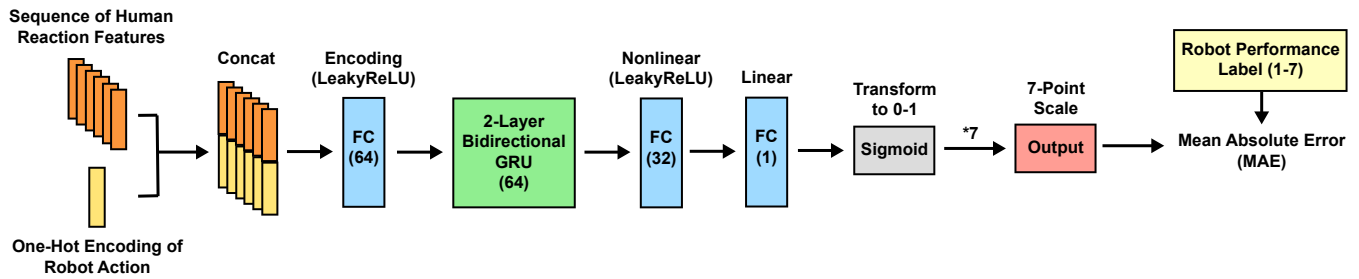 Sequence of Human
Reaction Features
One-Hot Encoding of
Robot Action
Concat
Encoding
(LeakyReLU)
FC
(64)
2-Layer
Bidirectional
GRU
(64)
Nonlinear
(LeakyReLU)
FC
(32)
Linear
FC
(1)
Transform
to 0-1
Sigmoid
*7
7-Point
Scale
Output
Robot Performance
Label (1-7)
Mean Absolute Error
(MAE)